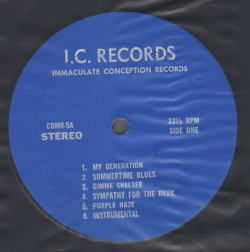 I.C. RECORDS
IMMACULATE CONCEPTION RECORDS
CBMR-5A
STEREO
33⅓ RPM
SIDE ONE
1. MY GENERATION
2. SUMMERTIME BLUES
3. GIMME SHELTER
4. SYMPATHY FOR THE DEVIL
5. PURPLE HAZE
6. INSTRUMENTAL